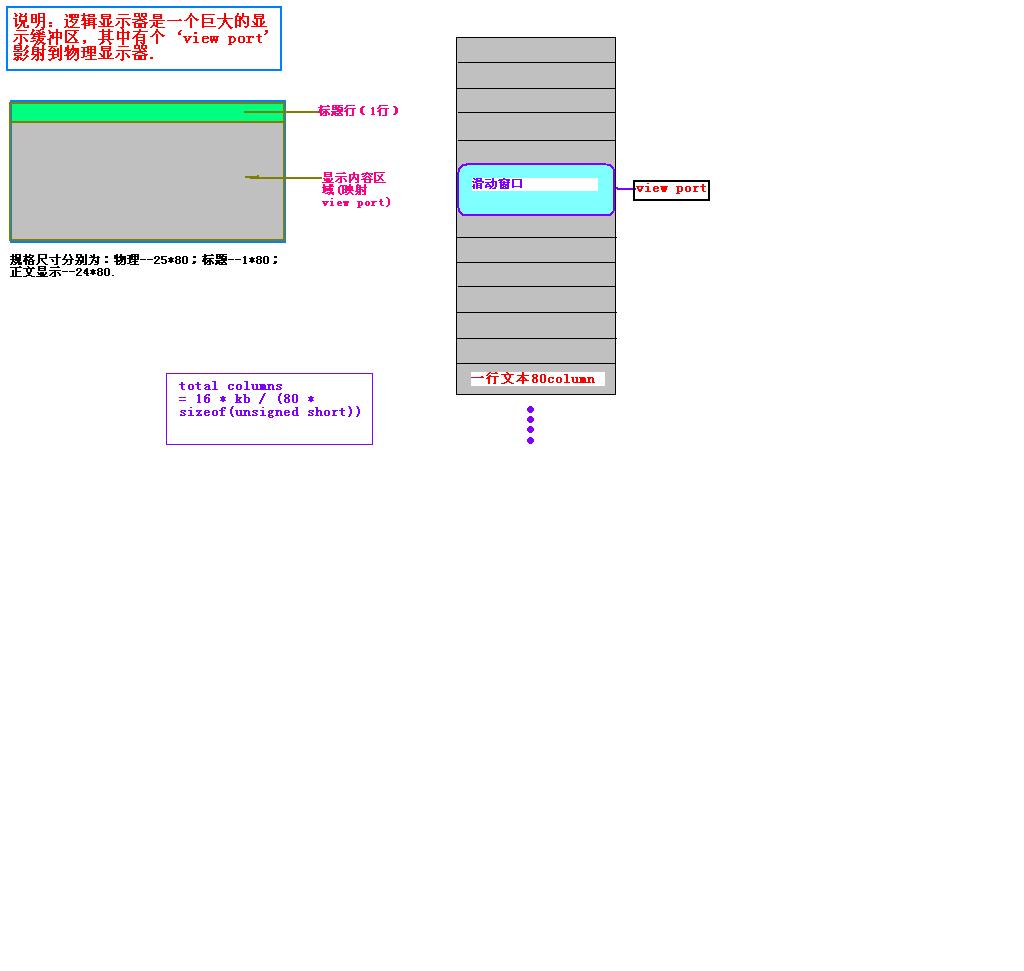 说明：逻辑显示器是一个巨大的显
示缓冲区，其中有个‘view port’
影射到物理显示器.
标题行（1行）
显示内容区
域(映射
view port)
规格尺寸分别为：物理--25*80；标题--1*80；
正文显示--24*80.
滑动窗口
view port
一行文本80column
total columns
= 16 * kb / (80 *
sizeof(unsigned short))